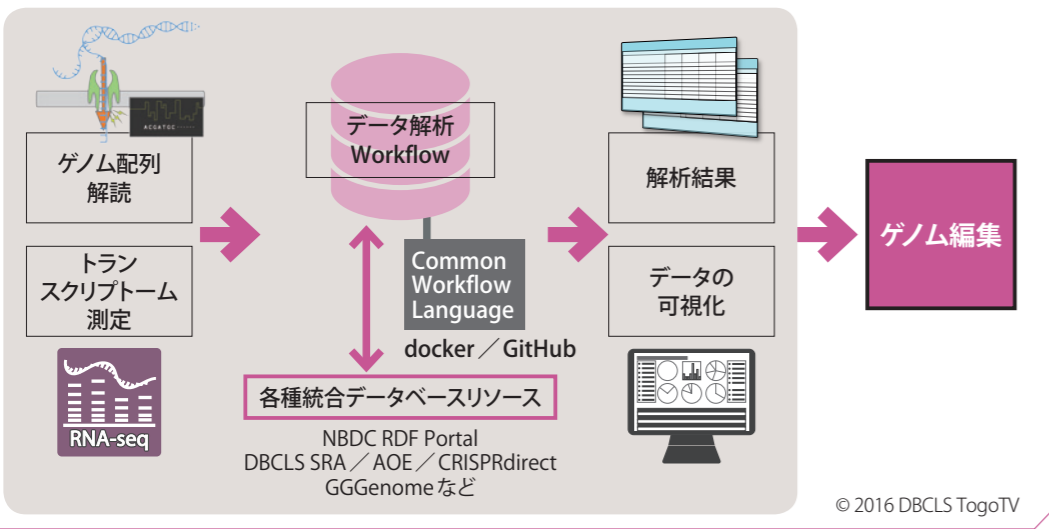 ACGATGC
ゲノム配列
解読
トラン
スクリプトーム
測定
RNA-seq
データ解析
Workflow
Common
Workflow
Language
docker／GitHub
各種統合データベースリソース
NBDC RDF Portal
DBCLS SRA／AOE／CRISPRdirect
GGGenomeなど
解析結果
データの
可視化
ゲノム編集
© 2016 DBCLS TogoTV